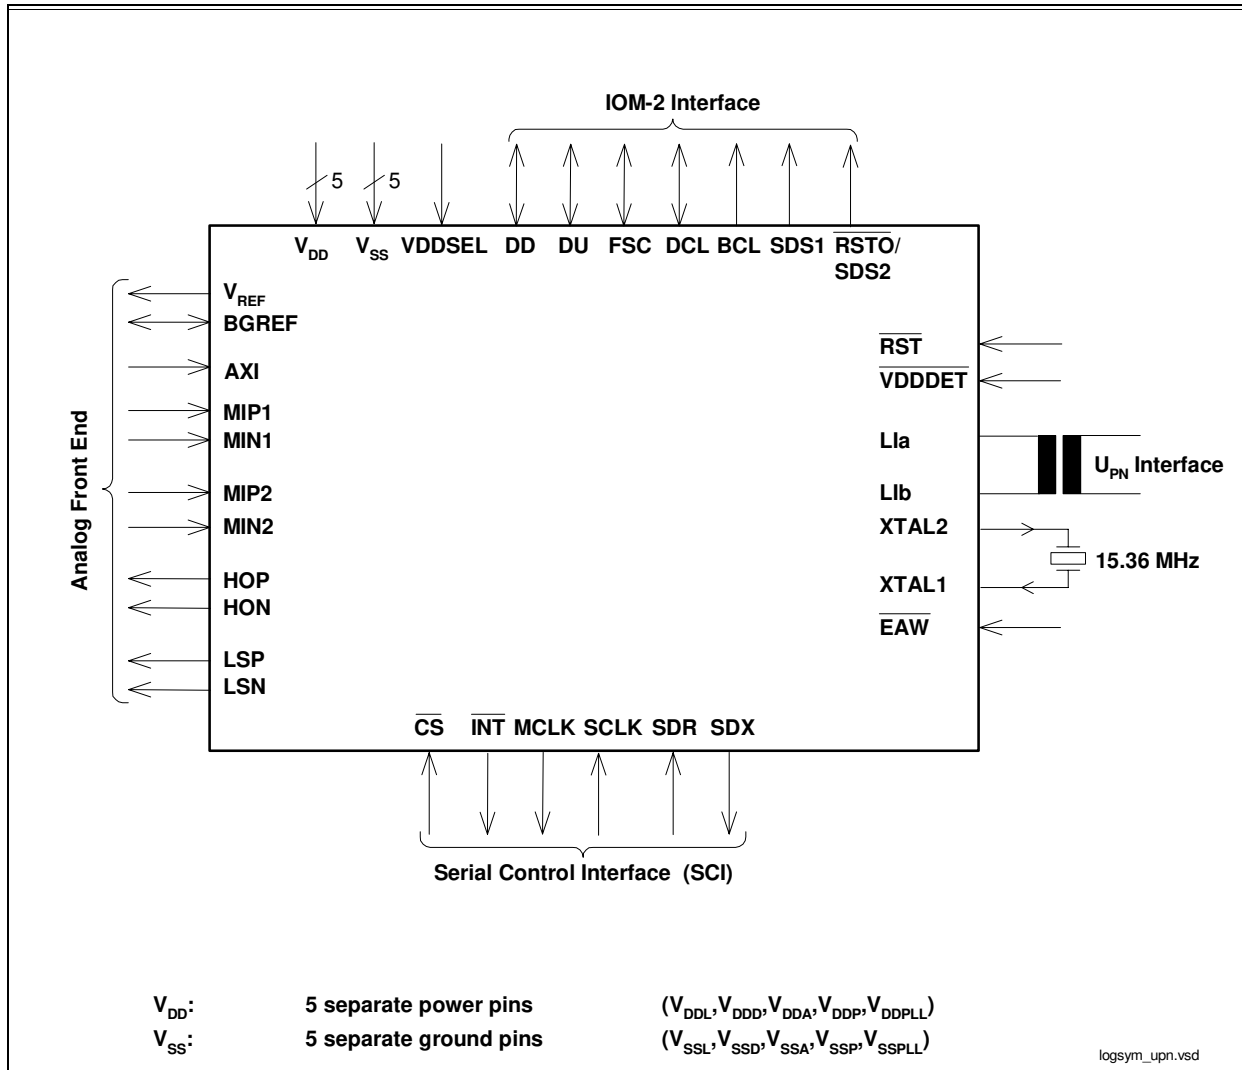 IOM-2 Interface
5 5
VDD VSS VDDSEL DD DU FSC DCL BCL SDS1 RSTO/
SDS2
VREF
BGREF
AXI
MIP1
MIN1
MIP2
MIN2
HOP
HON
LSP
LSN
Analog Front End
RST
VDDDET
LIa
LIb
UPN Interface
XTAL2
15.36 MHz
XTAL1
EAW
CS INT MCLK SCLK SDR SDX
Serial Control Interface (SCI)
VDD: 5 separate power pins (VDDL,VDDD,VDDA,VDDP,VDDPLL)
VSS: 5 separate ground pins (VSSL,VSSD,VSSA,VSSP,VSSPLL)
logsym_upn.vsd